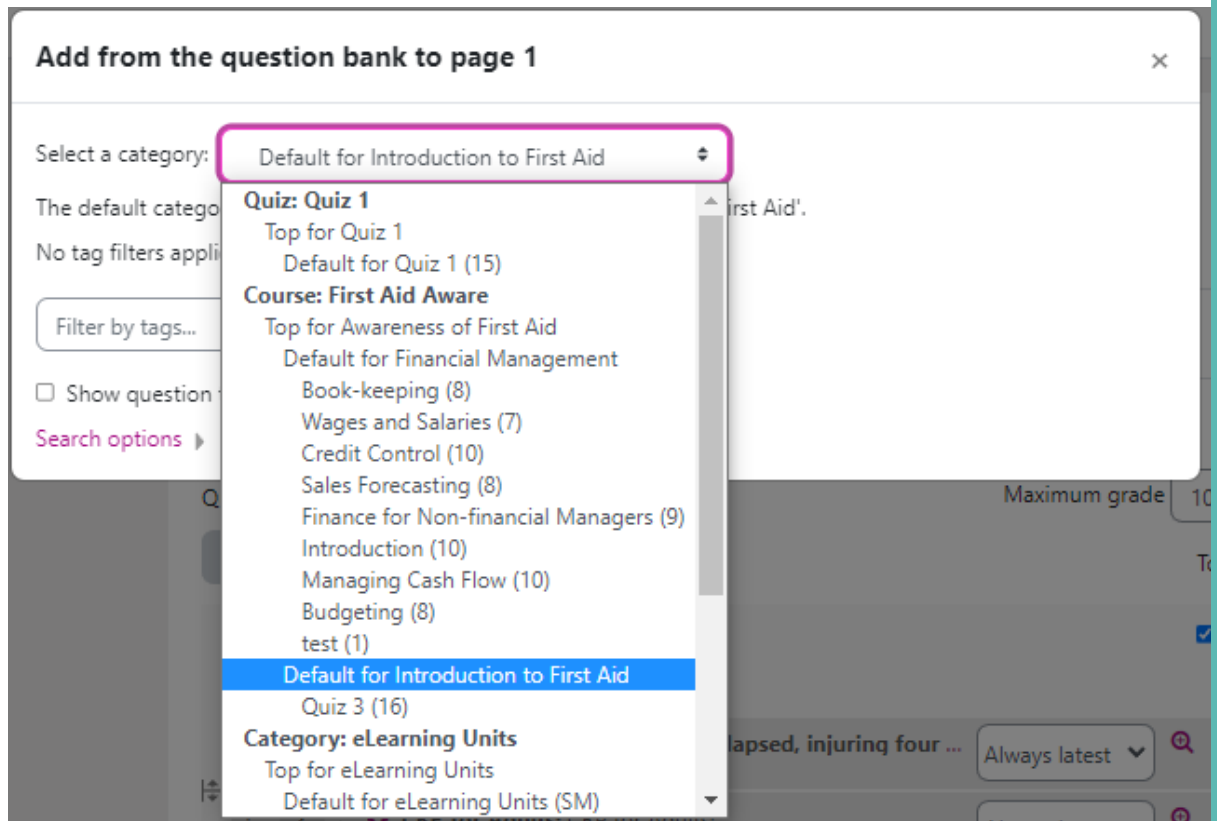 Add from the question bank to page 1
×
Select a category:
Default for Introduction to First Aid
The default catego
irst Aid'.
No tag filters appli
Filter by tags...
Show question
Search options
Quiz: Quiz 1
Top for Quiz 1
Default for Quiz 1 (15)
Course: First Aid Aware
Top for Awareness of First Aid
Default for Financial Management
Book-keeping (8)
Wages and Salaries (7)
Credit Control (10)
Sales Forecasting (8)
Finance for Non-financial Managers (9)
Introduction (10)
Managing Cash Flow (10)
Budgeting (8)
test (1)
Default for Introduction to First Aid
Quiz 3 (16)
Category: eLearning Units
Top for eLearning Units
Default for eLearning Units (SM)
Q
Maximum grade
10
To
lapsed, injuring four ...
Always latest